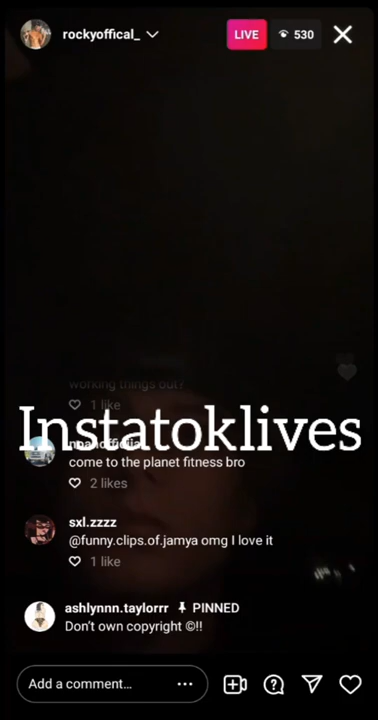 rockyoffical_
LIVE
530
working things out?
1 like
Instatoklives
come to the planet fitness bro
2 likes
sxl.zzzz
@funny.clips.of.jamya omg I love it
1 like
ashlynnn.taylorrr PINNED
Don't own copyright ©!!
Add a comment...